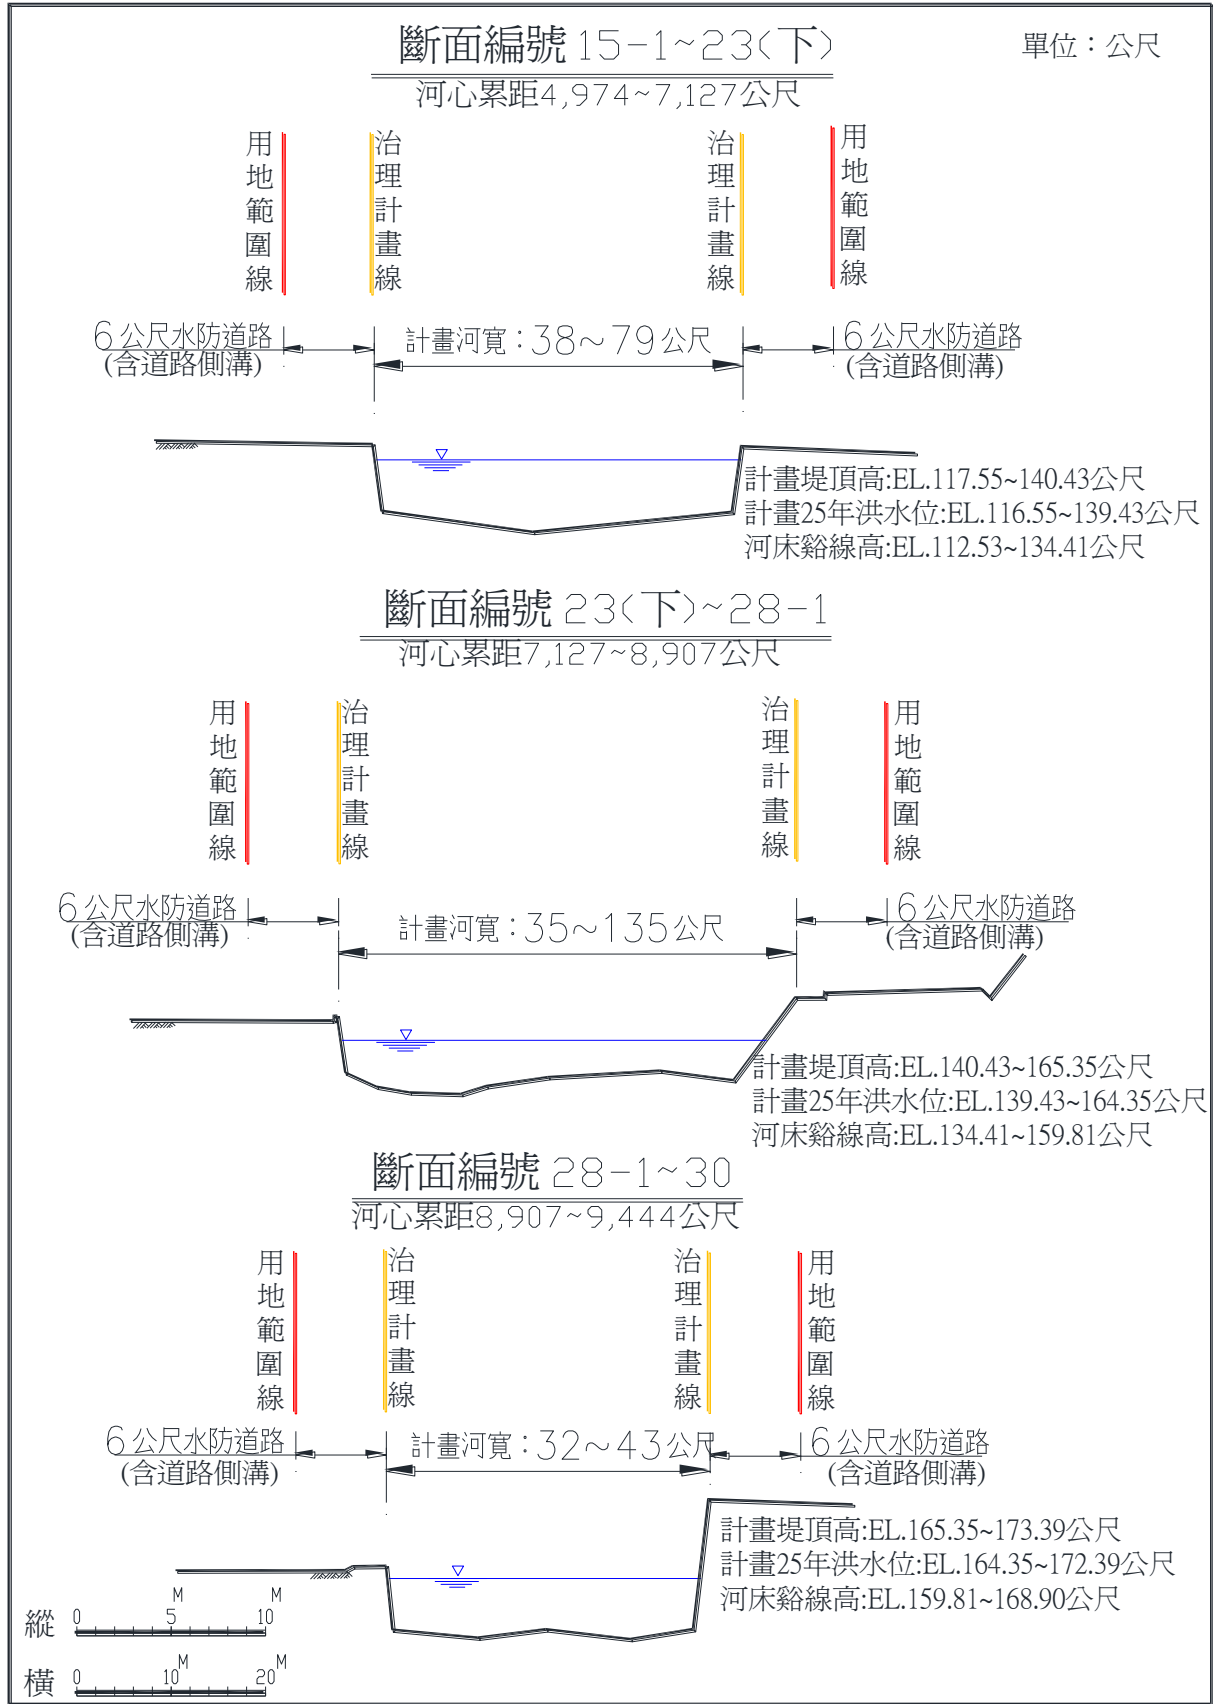 斷面編號 15-1~23(下)
單位：公尺
河心累距4,974~7,127公尺
用地範圍線
治理計畫線
治理計畫線
用地範圍線
6公尺水防道路
(含道路側溝)
計畫河寬：38~79公尺
6公尺水防道路
(含道路側溝)
計畫堤頂高:EL.117.55~140.43公尺
計畫25年洪水位:EL.116.55~139.43公尺
河床谿線高:EL.112.53~134.41公尺
斷面編號 23(下)~28-1
河心累距7,127~8,907公尺
用地範圍線
治理計畫線
治理計畫線
用地範圍線
6公尺水防道路
(含道路側溝)
計畫河寬：35~135公尺
6公尺水防道路
(含道路側溝)
計畫堤頂高:EL.140.43~165.35公尺
計畫25年洪水位:EL.139.43~164.35公尺
河床谿線高:EL.134.41~159.81公尺
斷面編號 28-1~30
河心累距8,907~9,444公尺
用地範圍線
治理計畫線
治理計畫線
用地範圍線
6公尺水防道路
(含道路側溝)
計畫河寬：32~43公尺
6公尺水防道路
(含道路側溝)
計畫堤頂高:EL.165.35~173.39公尺
計畫25年洪水位:EL.164.35~172.39公尺
河床谿線高:EL.159.81~168.90公尺
縱 0 5 M 10 M
橫 0 10 M 20 M